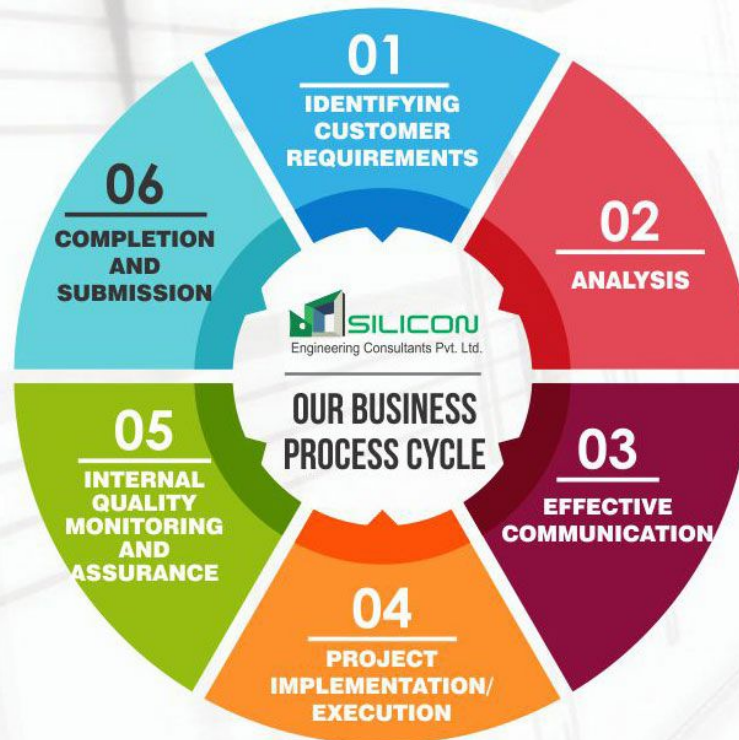 01
IDENTIFYING
CUSTOMER
REQUIREMENTS
02
ANALYSIS
03
EFFECTIVE
COMMUNICATION
04
PROJECT
IMPLEMENTATION/
EXECUTION
05
INTERNAL
QUALITY
MONITORING
AND
ASSURANCE
06
COMPLETION
AND
SUBMISSION
SILICON
Engineering Consultants Pvt. Ltd.
OUR BUSINESS
PROCESS CYCLE